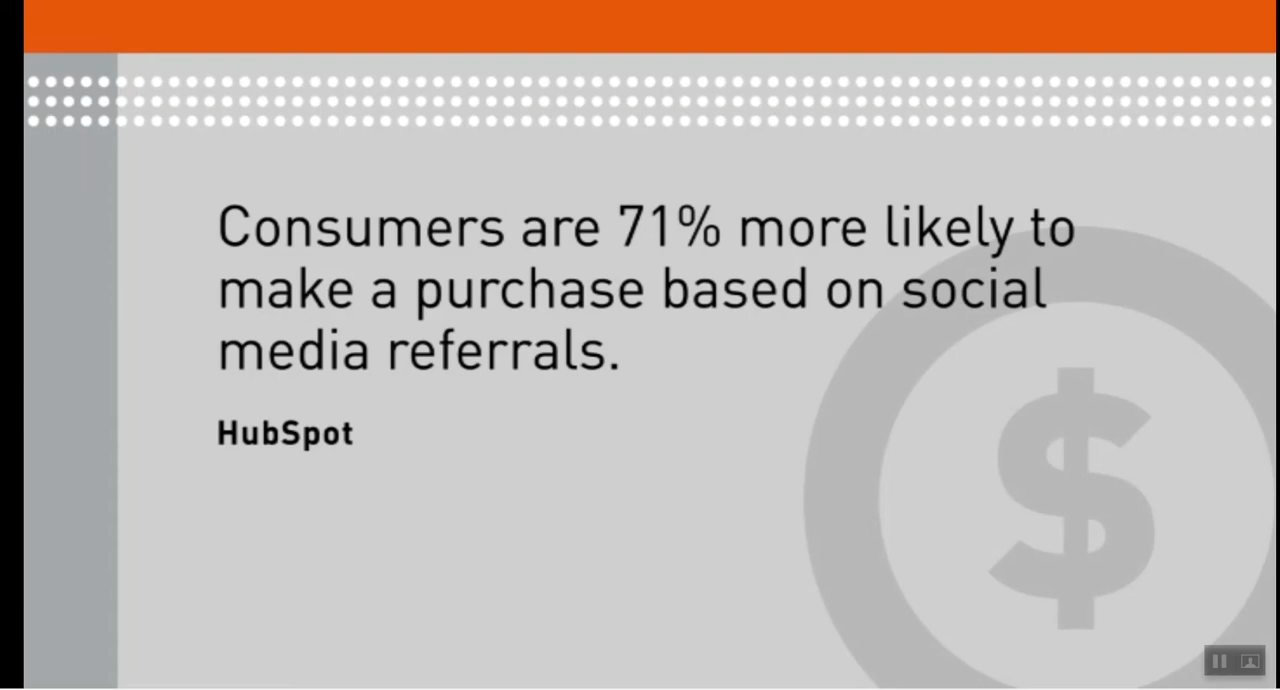 Consumers are 71% more likely to
make a purchase based on social
media referrals.
HubSpot
$